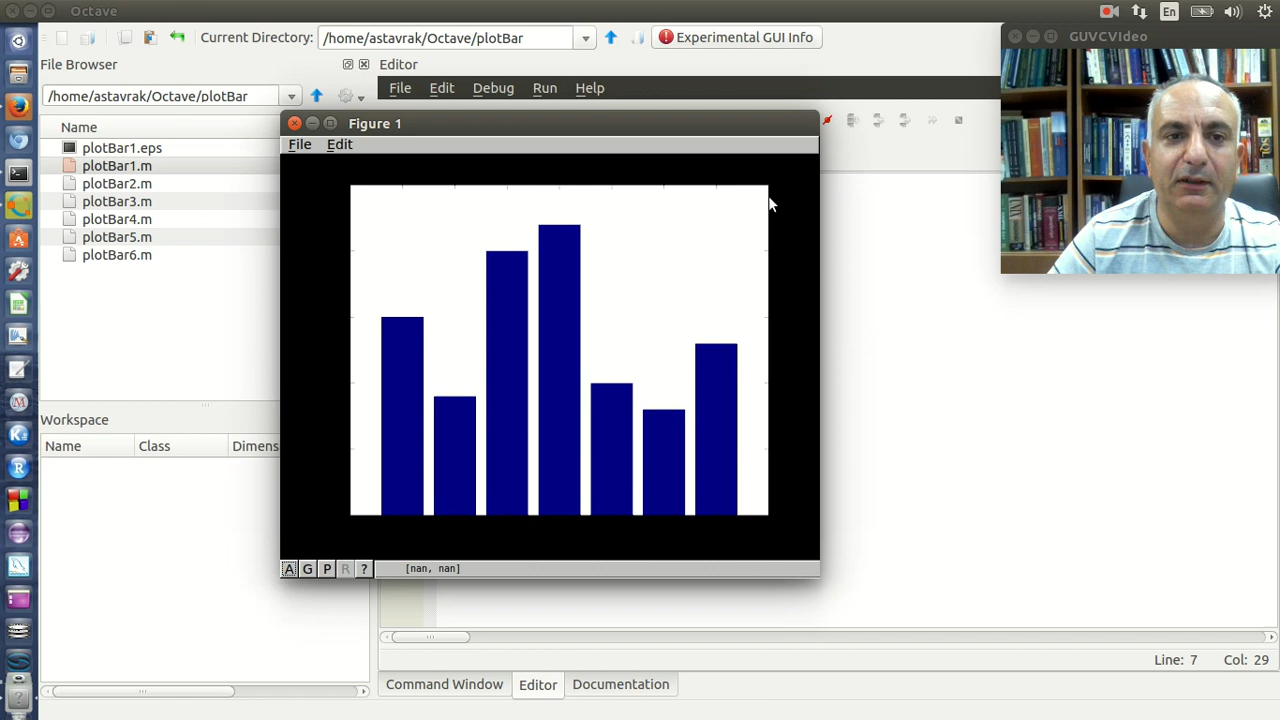 Octave
En
Current Directory:
/home/astavrak/Octave/plotBar
Experimental GUI Info
GUVCVIdeo
File Browser
Editor
/home/astavrak/Octave/plotBar
File Edit Debug Run Help
Name
Figure 1
File Edit
plotBar1.eps
plotBar1.m
plotBar2.m
plotBar3.m
plotBar4.m
plotBar5.m
plotBar6.m
Workspace
Name Class Dimens
A G P R ? [nan, nan]
Line: 7 Col: 29
Command Window Editor Documentation